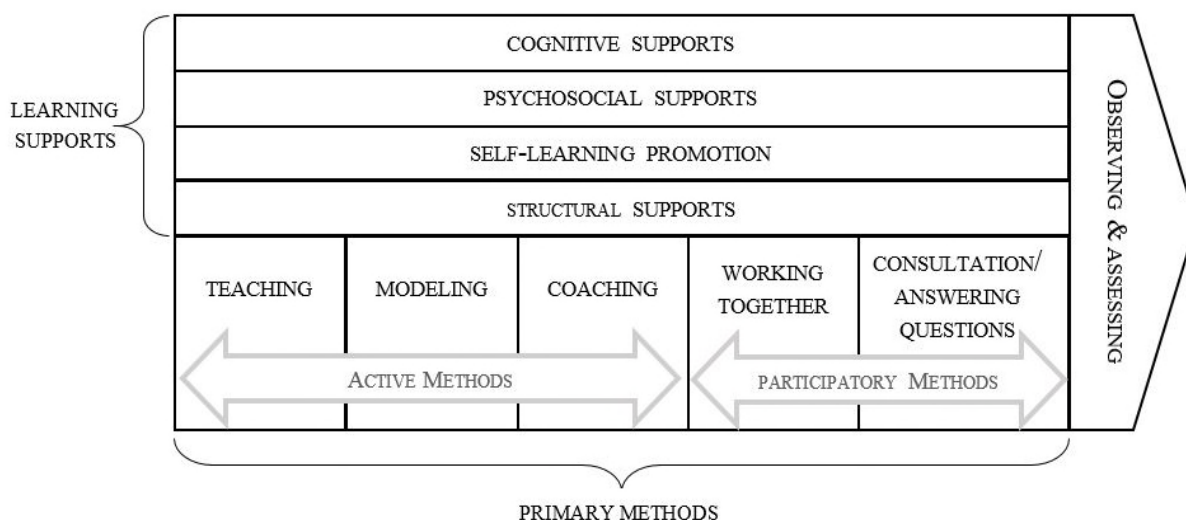 COGNITIVE SUPPORTS
PSYCHOSOCIAL SUPPORTS
LEARNING
SUPPORTS
SELF-LEARNING PROMOTION
STRUCTURAL SUPPORTS
TEACHING
MODELING
COACHING
WORKING
TOGETHER
CONSULTATION/
ANSWERING
QUESTIONS
ACTIVE METHODS
PARTICIPATORY METHODS
OBSERVING & ASSESSING
PRIMARY METHODS